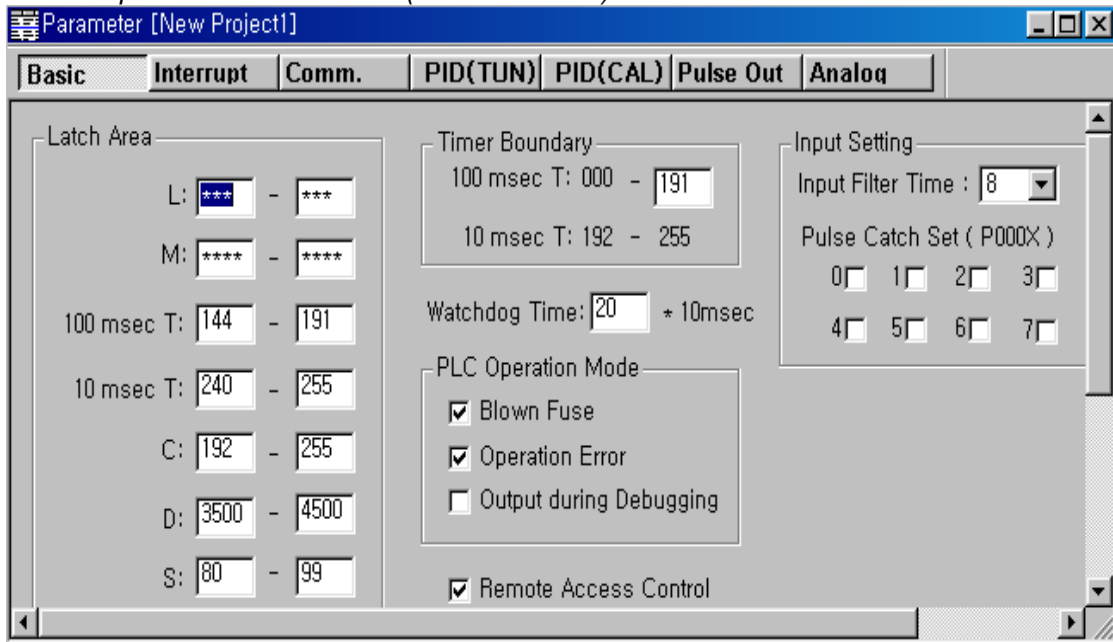 Parameter [New Project1]
Basic Interrupt Comm. PID(TUN) PID(CAL) Pulse Out Analog
Latch Area
L: *** - ***
M: **** - ****
100 msec T: 144 - 191
10 msec T: 240 - 255
C: 192 - 255
D: 3500 - 4500
S: 80 - 99
Timer Boundary
100 msec T: 000 - 191
10 msec T: 192 - 255
Watchdog Time: 20 * 10msec
PLC Operation Mode
Blown Fuse
Operation Error
Output during Debugging
Remote Access Control
Input Setting
Input Filter Time : 8
Pulse Catch Set ( P000X )
0 1 2 3
4 5 6 7